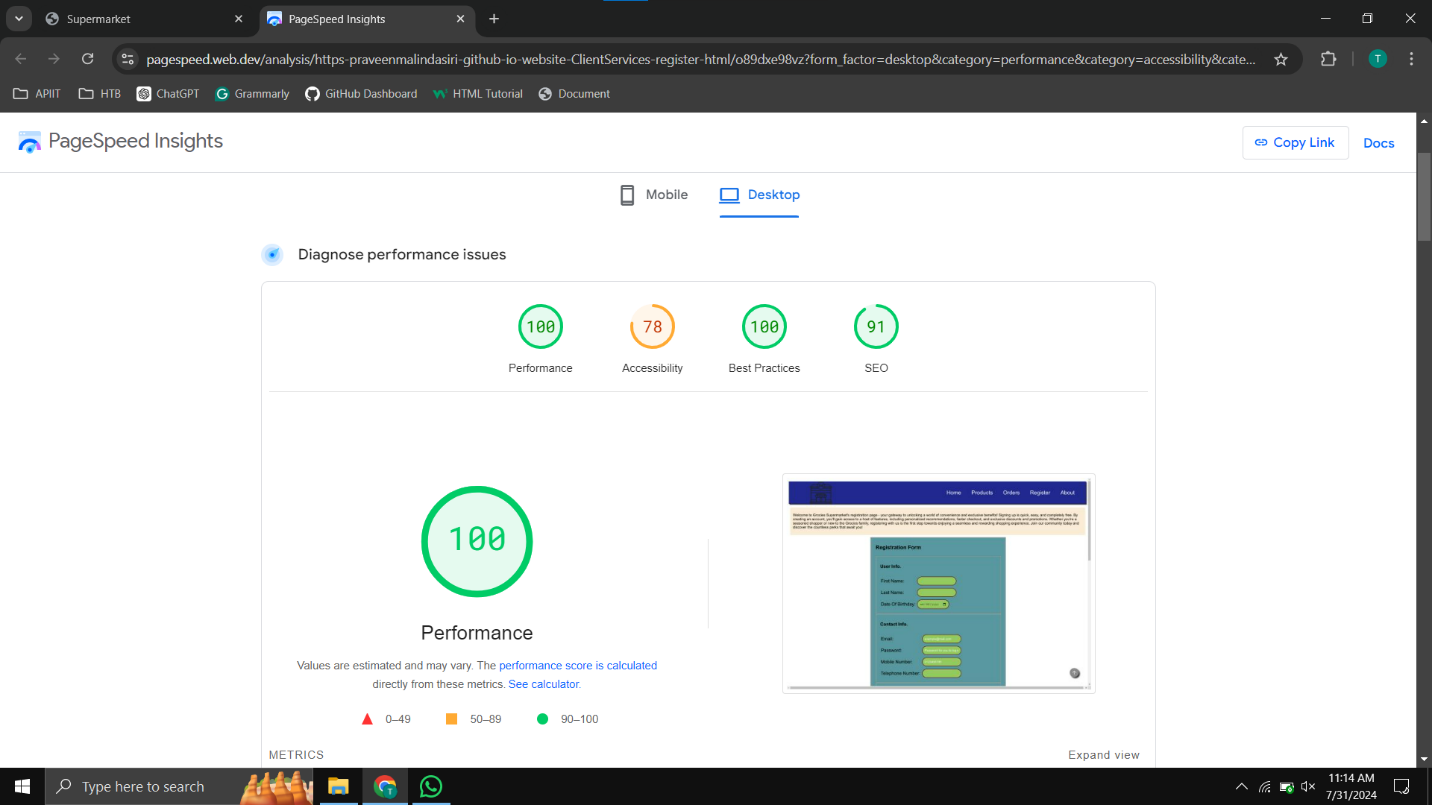 Supermarket
PageSpeed Insights
pagespeed.web.dev/analysis/https-praveenmalindasiri-github-io-website-ClientServices-register-html/o89dxe98vz?form_factor=desktop&category=performance&category=accessibility&cate...
T
APIIT
HTB
ChatGPT
Grammarly
GitHub Dashboard
HTML Tutorial
Document
PageSpeed Insights
Copy Link
Docs
Mobile
Desktop
Diagnose performance issues
100
78
100
91
Performance
Accessibility
Best Practices
SEO
100
Performance
Values are estimated and may vary. The performance score is calculated
directly from these metrics. See calculator.
0–49
50–89
90–100
Home Products Orders Register About
Registration Form
User Info.
First Name:
Last Name:
Date Of Birthday:
Contact Info.
Email:
Password:
Mobile Number:
Telephone Number:
METRICS
Expand view
Type here to search
11:14 AM
7/31/2024